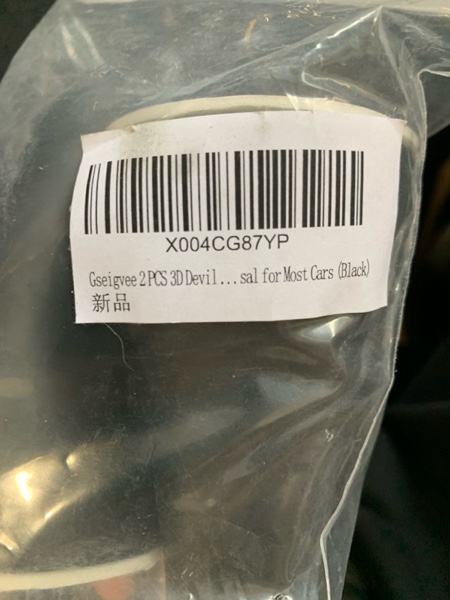 X004CG87YP
Gseigvee 2 PCS 3D Devil...sal for Most Cars (Black)
新品